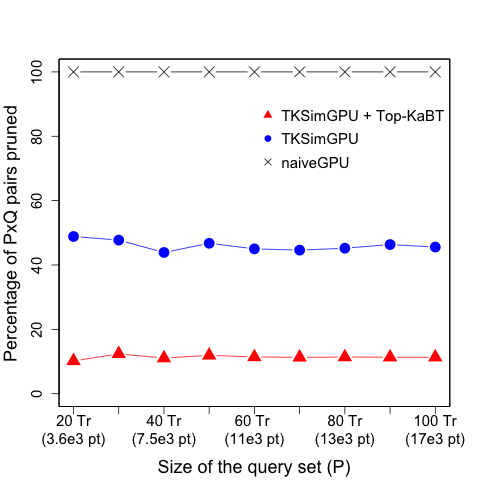 Percentage of PxQ pairs pruned
100
80
60
40
20
0
TKSimGPU + Top-KaBT
TKSimGPU
naiveGPU
20 Tr 40 Tr 60 Tr 80 Tr 100 Tr
(3.6e3 pt) (7.5e3 pt) (11e3 pt) (13e3 pt) (17e3 pt)
Size of the query set (P)